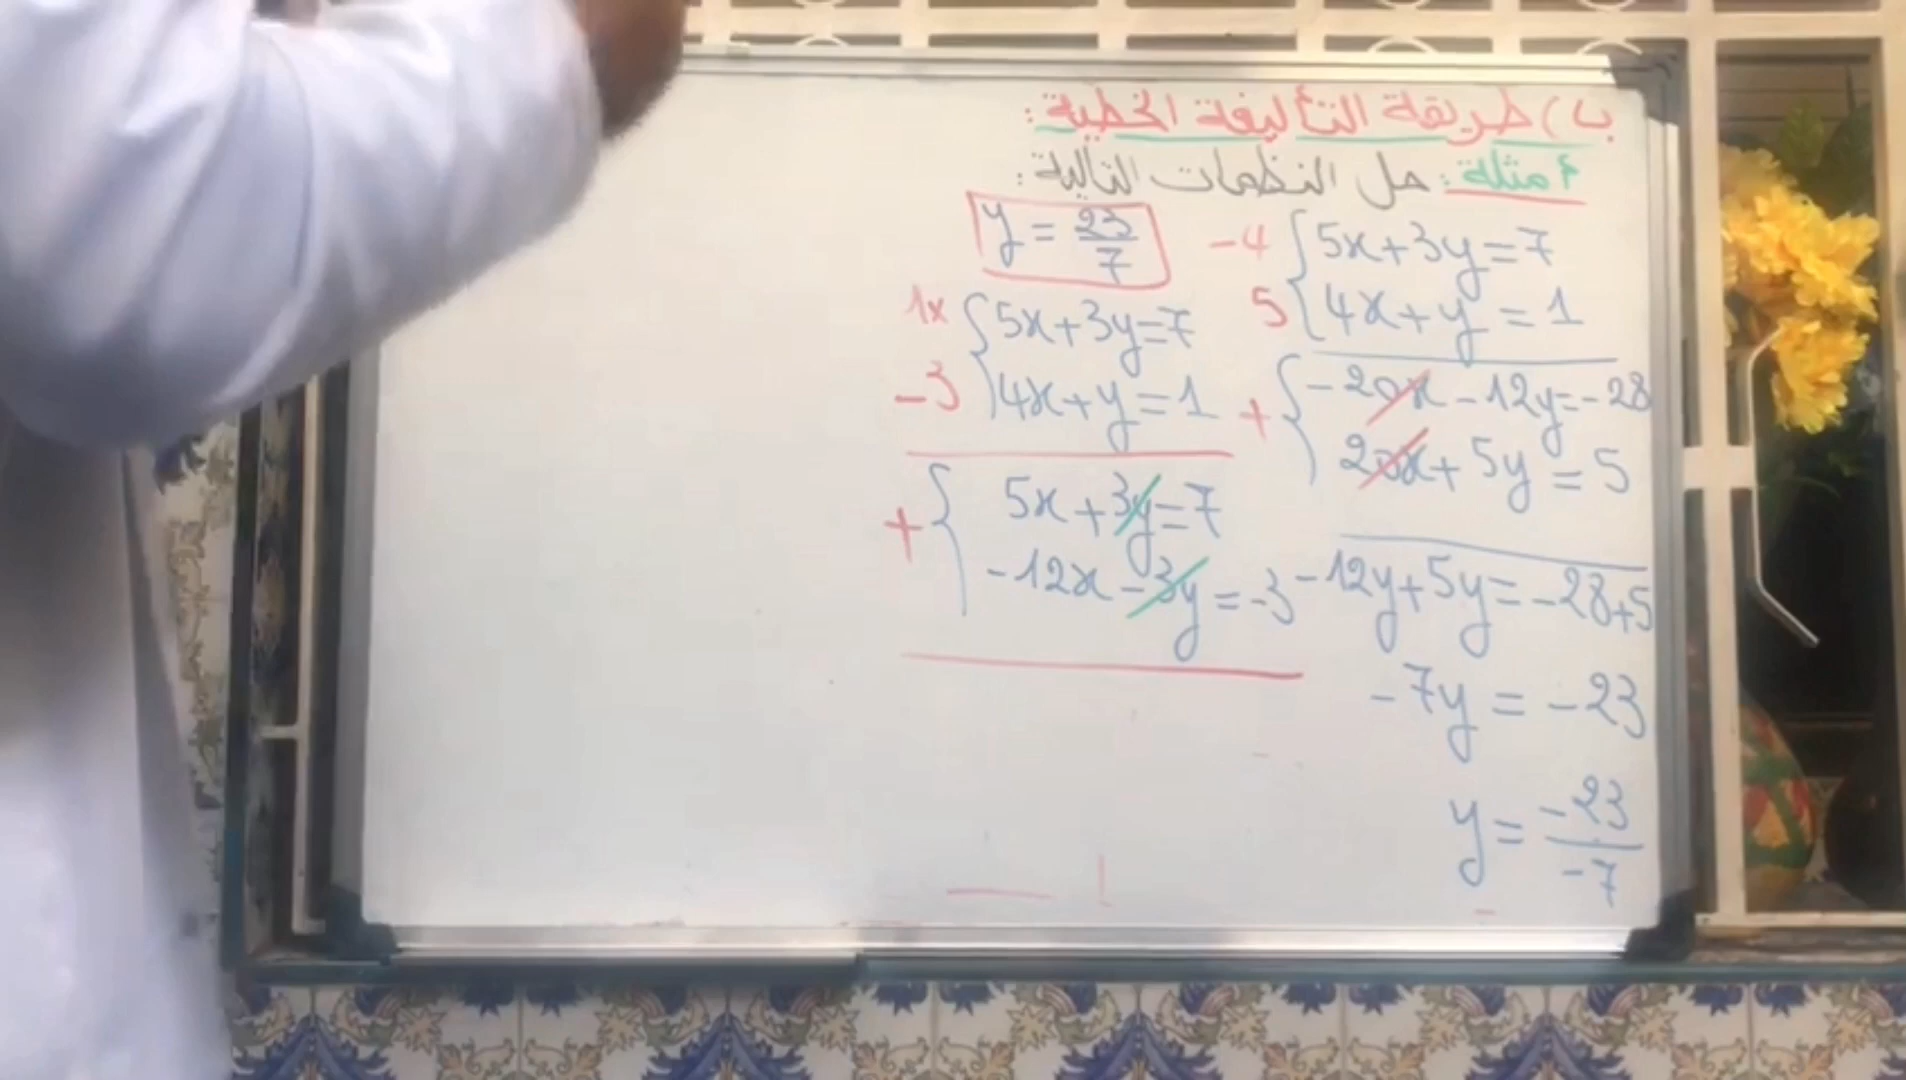 ب) طريقة التأليفة الخطية:
أمثلة: حل النظمات التالية:
-4 {5x+3y=7
5 {4x+y=1
+ {-20x-12y=-28
20x+5y=5
-12y+5y=-28+5
-7y=-23
y=-23/-7
y=23/7
1x {5x+3y=7
-3 {4x+y=1
+ {5x+3y=7
-12x-3y=-3